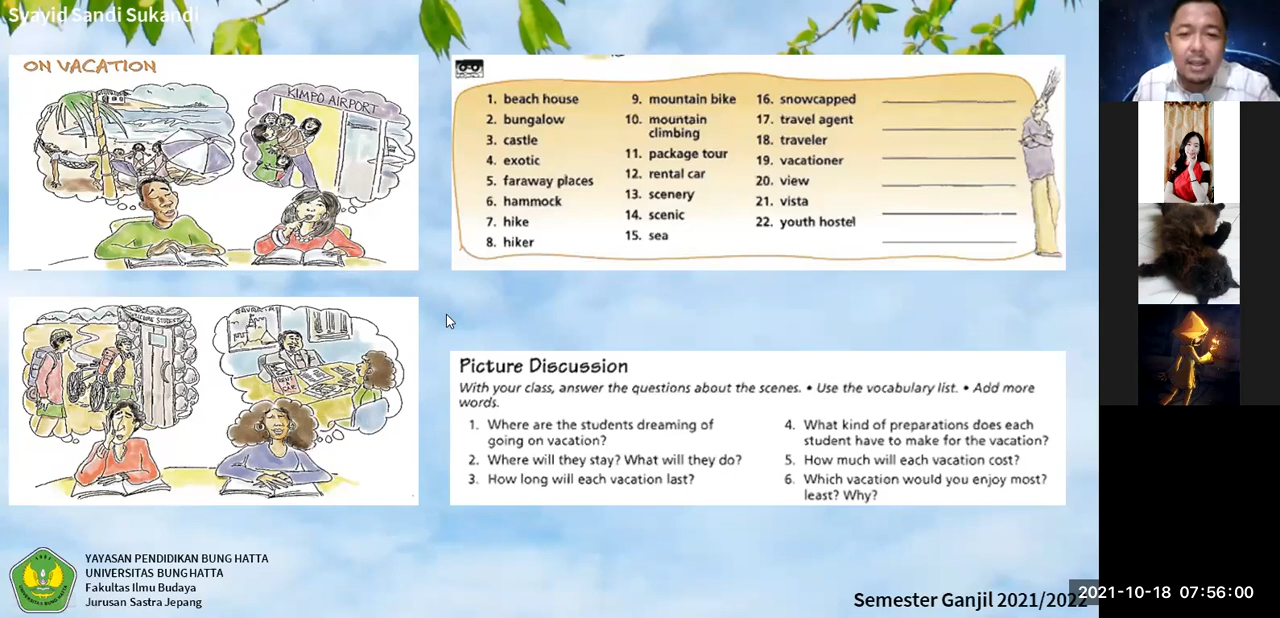 Syayid Sandi Sukandi
ON VACATION
KIMPO AIRPORT
1. beach house
2. bungalow
3. castle
4. exotic
5. faraway places
6. hammock
7. hike
8. hiker
9. mountain bike
10. mountain
climbing
11. package tour
12. rental car
13. scenery
14. scenic
15. sea
16. snowcapped
17. travel agent
18. traveler
19. vacationer
20. view
21. vista
22. youth hostel
Picture Discussion
With your class, answer the questions about the scenes. • Use the vocabulary list. • Add more
words.
1. Where are the students dreaming of
going on vacation?
2. Where will they stay? What will they do?
3. How long will each vacation last?
4. What kind of preparations does each
student have to make for the vacation?
5. How much will each vacation cost?
6. Which vacation would you enjoy most?
least? Why?
YAYASAN PENDIDIKAN BUNG HATTA
UNIVERSITAS BUNG HATTA
Fakultas Ilmu Budaya
Jurusan Sastra Jepang
Semester Ganjil 2021/2022
2021-10-18 07:56:00